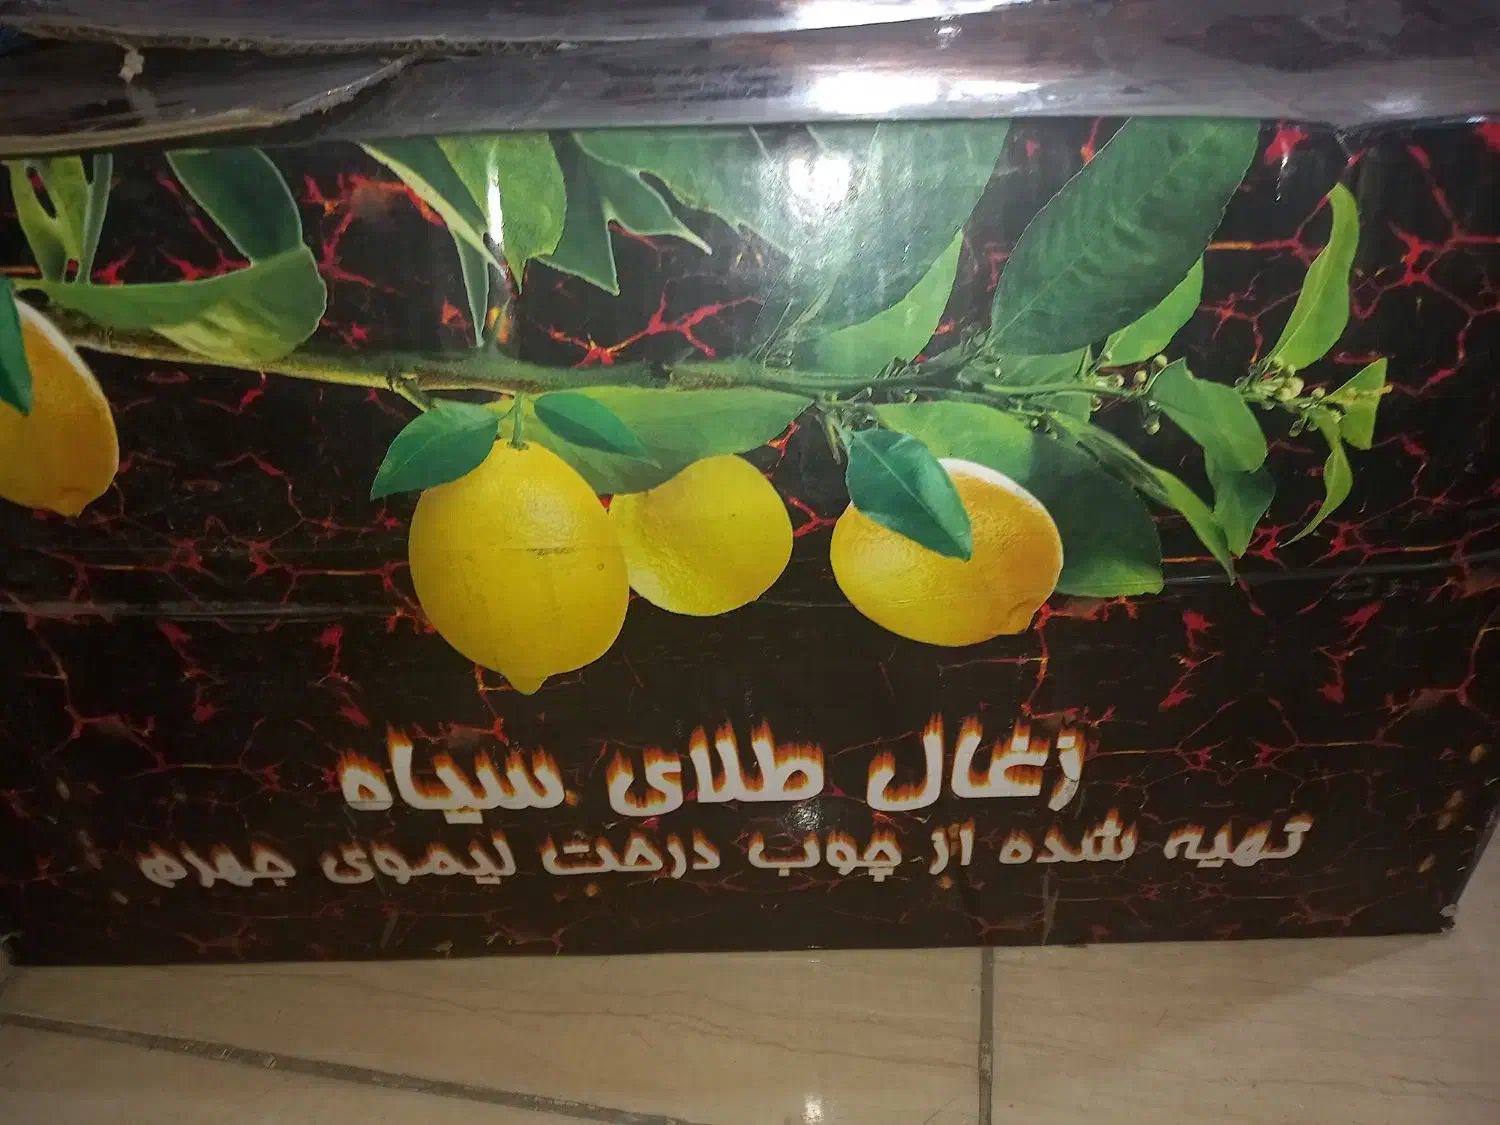 زغال طلای سیاه
تهیه شده از چوب درخت لیموی جهرم